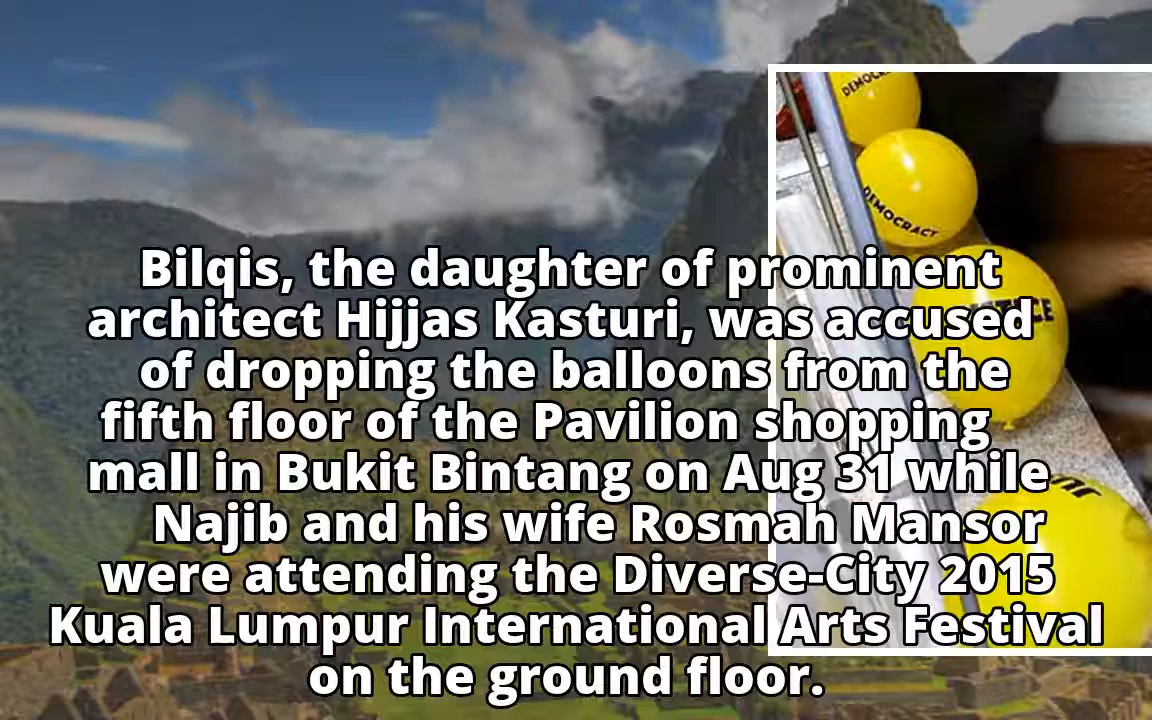 DEMOCRACY
Bilqis, the daughter of prominent
architect Hijjas Kasturi, was accused
of dropping the balloons from the
fifth floor of the Pavilion shopping
mall in Bukit Bintang on Aug 31 while
Najib and his wife Rosmah Mansor
were attending the Diverse-City 2015
Kuala Lumpur International Arts Festival
on the ground floor.